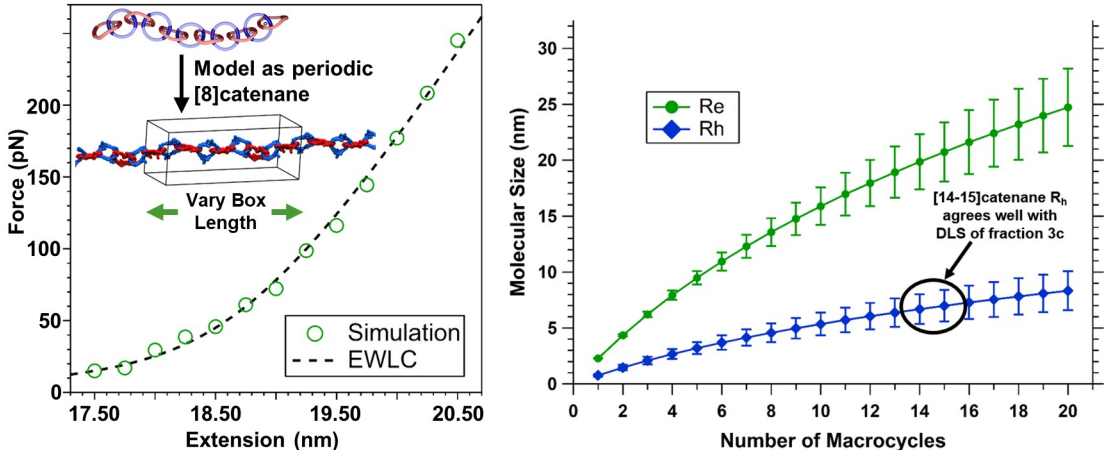 Model as periodic
[8]catenane
Vary Box
Length
Force (pN)
200
150
100
50
0
Simulation
EWLC
17.50 18.50 19.50 20.50
Extension (nm)
Molecular Size (nm)
30
25
20
15
10
5
0
Re
Rh
[14-15]catenane Rh
agrees well with
DLS of fraction 3c
0 2 4 6 8 10 12 14 16 18 20
Number of Macrocycles